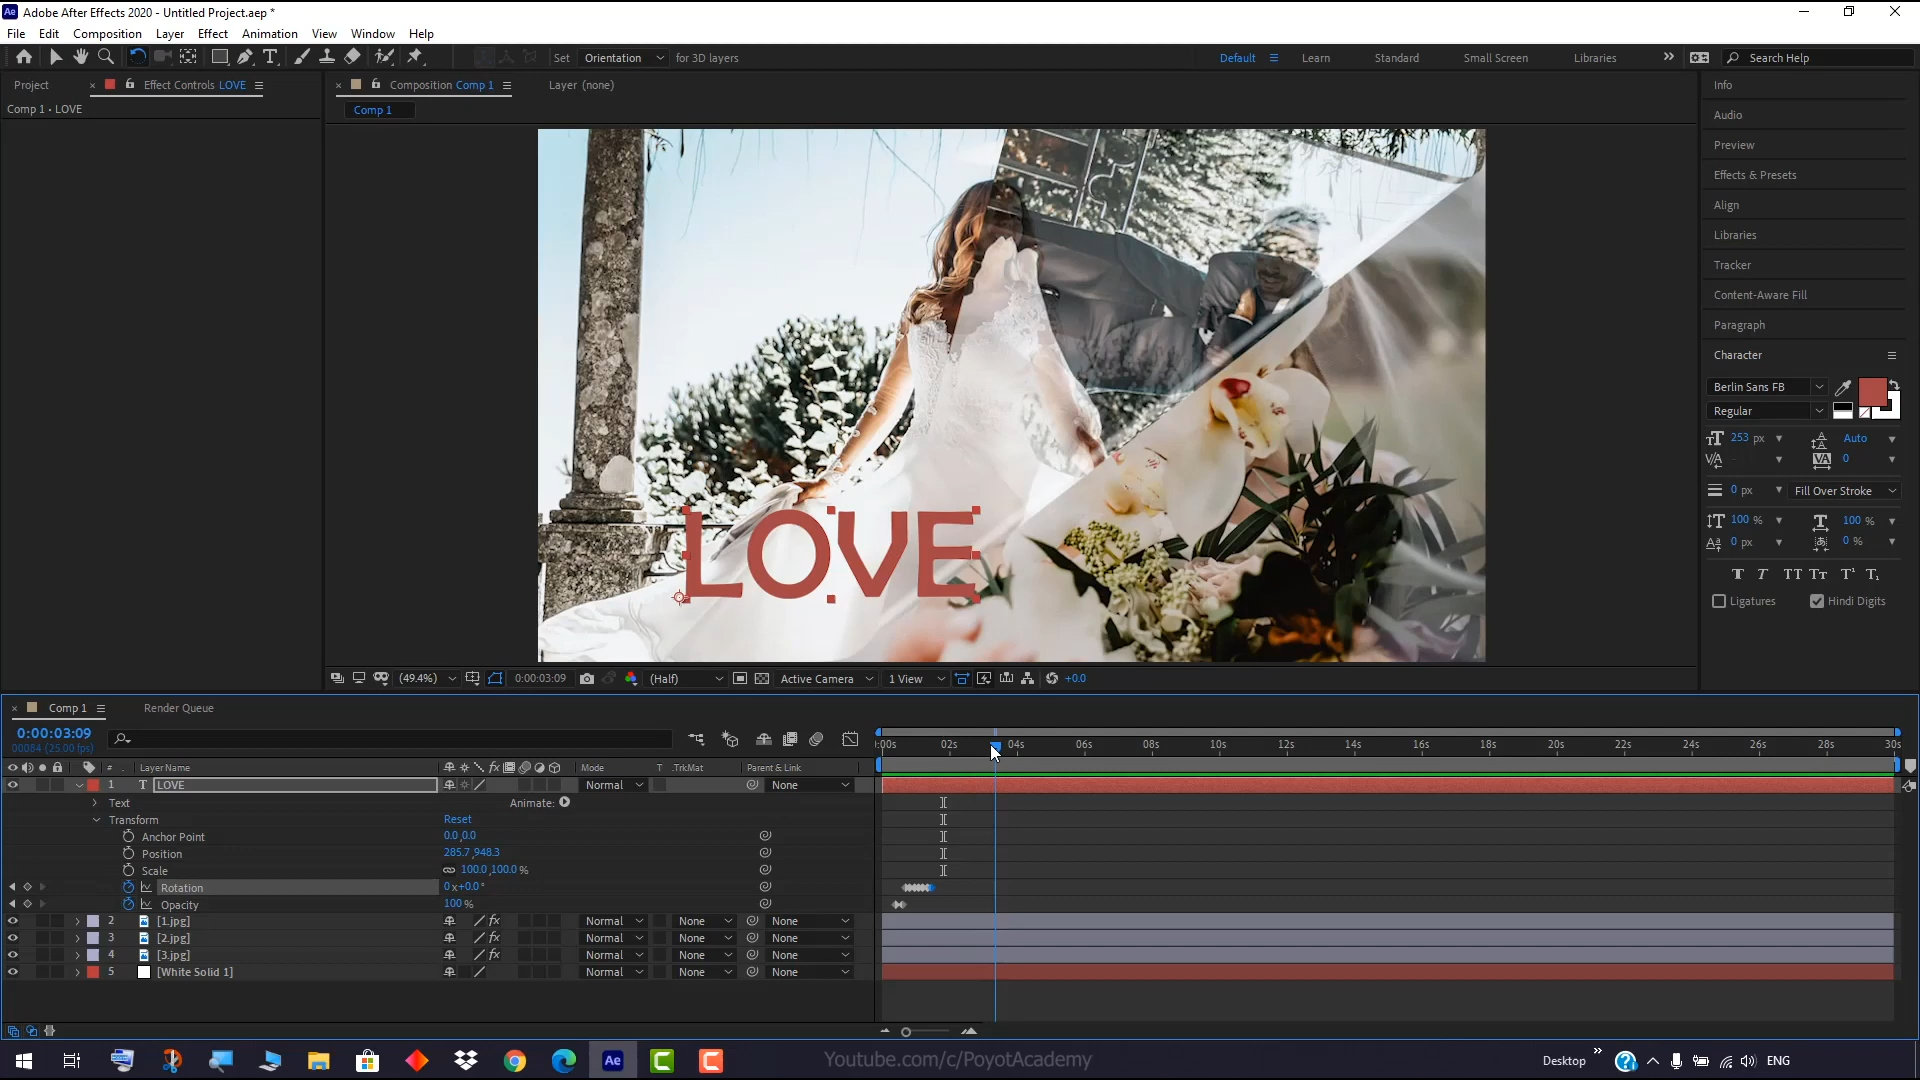 Adobe After Effects 2020 - Untitled Project.aep *
File Edit Composition Layer Effect Animation View Window Help
Set Orientation for 3D layers
Default Learn Standard Small Screen Libraries
Search Help
Project
Effect Controls LOVE
Composition Comp 1
Layer (none)
Comp 1 • LOVE
Comp 1
LOVE
Info
Audio
Preview
Effects & Presets
Align
Libraries
Tracker
Content-Aware Fill
Paragraph
Character
Berlin Sans FB
Regular
253 px Auto
0
0 px Fill Over Stroke
100 % 100 %
0 px 0 %
Ligatures Hindi Digits
(49.4%) 0:00:03:09 (Half) Active Camera 1 View +0.0
Comp 1 Render Queue
0:00:03:09
00084 (25.00 fps)
:00s 02s 04s 06s 08s 10s 12s 14s 16s 18s 20s 22s 24s 26s 28s 30s
# Layer Name Mode T .TrkMat Parent & Link
1 T LOVE Normal None
Text Animate:
Transform Reset
Anchor Point 0.0,0.0
Position 285.7,948.3
Scale 100.0,100.0 %
Rotation 0x+0.0°
Opacity 100 %
2 [1.jpg] Normal None None
3 [2.jpg] Normal None None
4 [3.jpg] Normal None None
5 [White Solid 1] Normal None None
Youtube.com/c/PoyotAcademy
Desktop
ENG